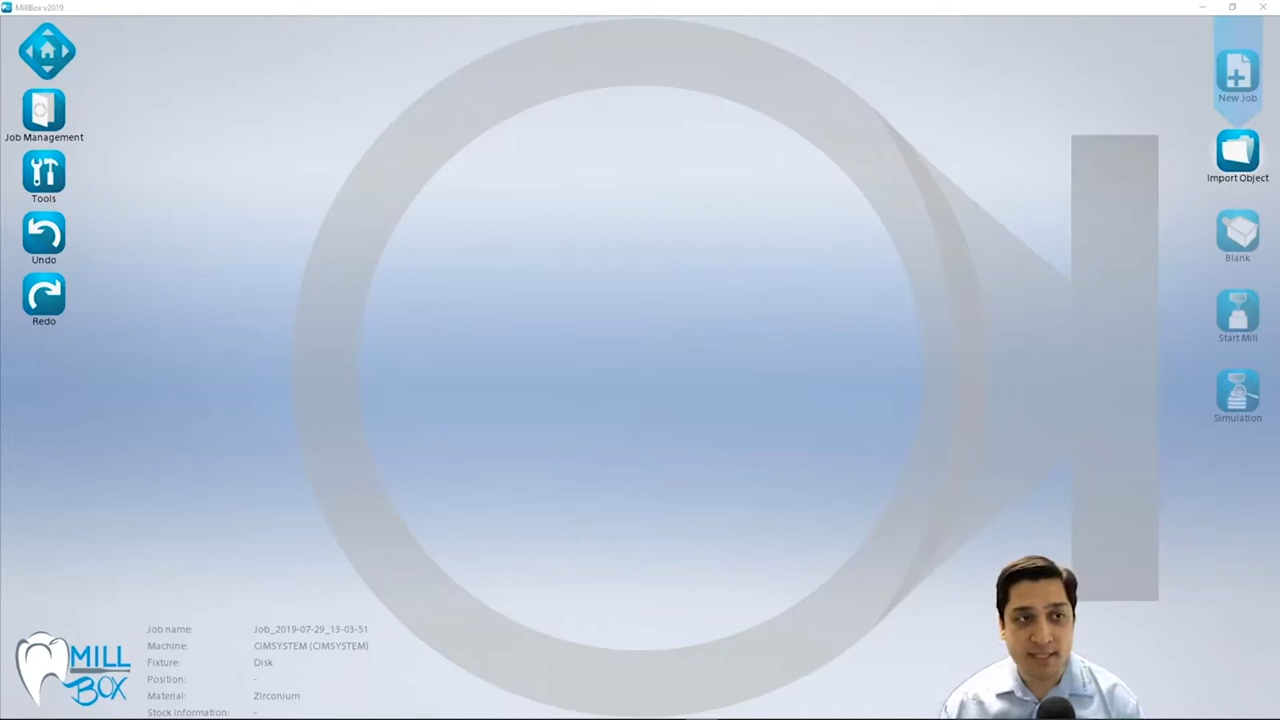 MillBox v2019
Job Management
Tools
Undo
Redo
New Job
Import Object
Blank
Start Mill
Simulation
MILL
BOX
Job name: Job_2019-07-29_13-03-51
Machine: CIMSYSTEM (CIMSYSTEM)
Fixture: Disk
Position: -
Material: Zirconium
Stock Information: -